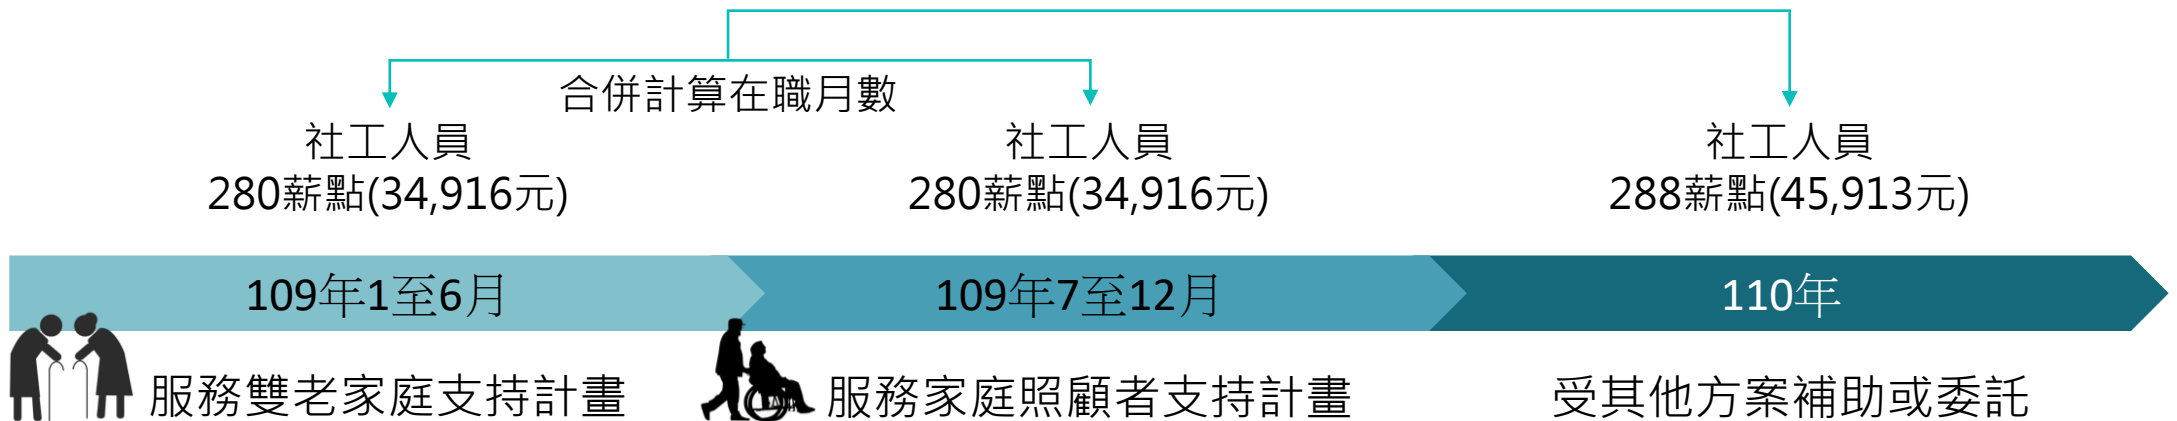 合併計算在職月數
社工人員
280薪點(34,916元)
社工人員
280薪點(34,916元)
社工人員
288薪點(45,913元)
109年1至6月
109年7至12月
110年
服務雙老家庭支持計畫
服務家庭照顧者支持計畫
受其他方案補助或委託